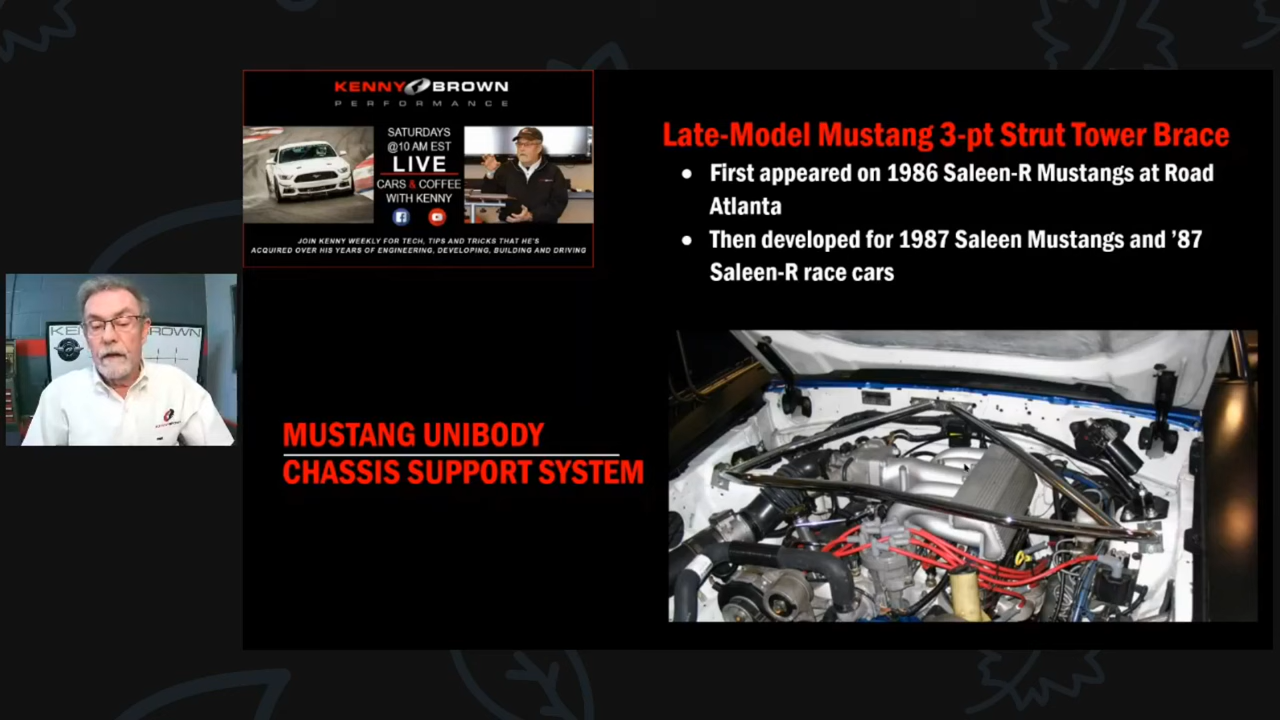 KENNY BROWN
PERFORMANCE
SATURDAYS
@10 AM EST
LIVE
CARS & COFFEE
WITH KENNY
JOIN KENNY WEEKLY FOR TECH, TIPS AND TRICKS THAT HE'S
ACQUIRED OVER HIS YEARS OF ENGINEERING, DEVELOPING, BUILDING AND DRIVING
Late-Model Mustang 3-pt Strut Tower Brace
• First appeared on 1986 Saleen-R Mustangs at Road
Atlanta
• Then developed for 1987 Saleen Mustangs and ’87
Saleen-R race cars
MUSTANG UNIBODY
CHASSIS SUPPORT SYSTEM